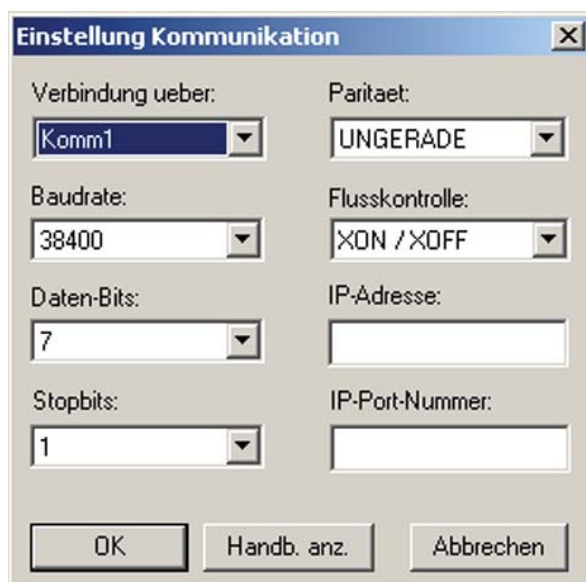 Einstellung Kommunikation
Verbindung ueber:
Komm1
Paritaet:
UNGERADE
Baudrate:
38400
Flusskontrolle:
XON / XOFF
Daten-Bits:
7
IP-Adresse:
Stopbits:
1
IP-Port-Nummer:
OK
Handb. anz.
Abbrechen